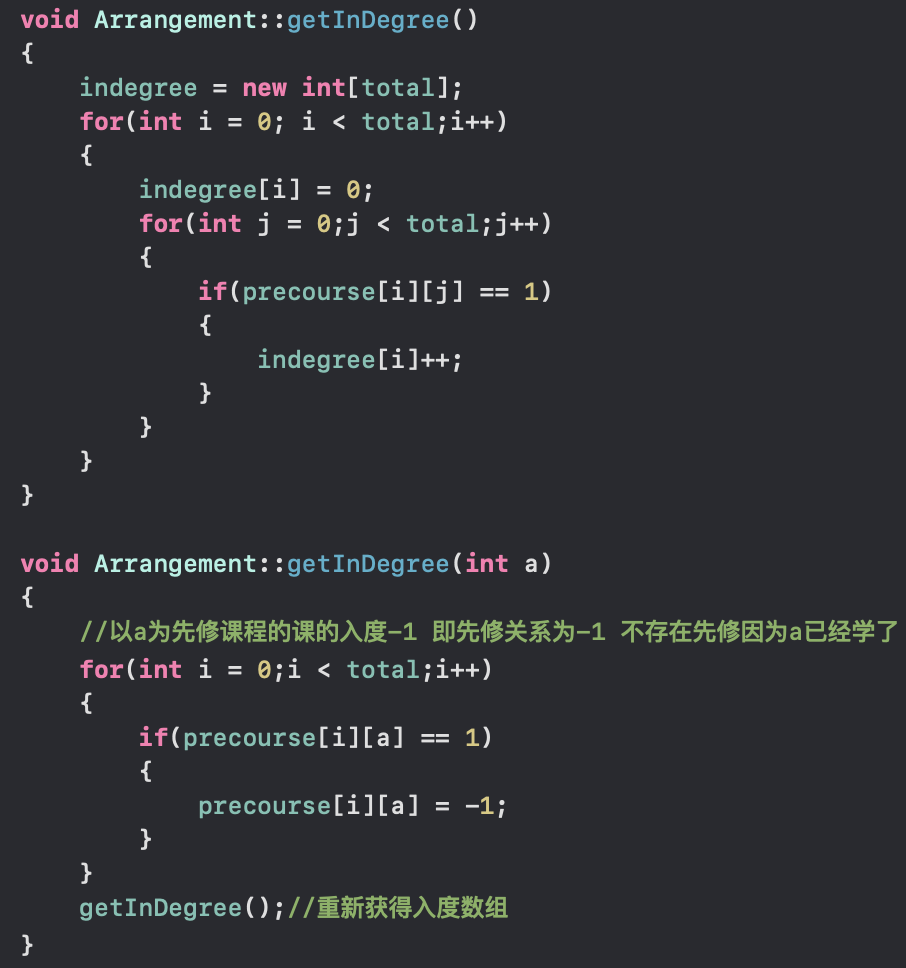 void Arrangement::getInDegree()
{
    indegree = new int[total];
    for(int i = 0; i < total;i++)
    {
        indegree[i] = 0;
        for(int j = 0;j < total;j++)
        {
            if(precourse[i][j] == 1)
            {
                indegree[i]++;
            }
        }
    }
}
void Arrangement::getInDegree(int a)
{
    //以a为先修课程的课的入度-1 即先修关系为-1 不存在先修因为a已经学了
    for(int i = 0;i < total;i++)
    {
        if(precourse[i][a] == 1)
        {
            precourse[i][a] = -1;
        }
    }
    getInDegree();//重新获得入度数组
}